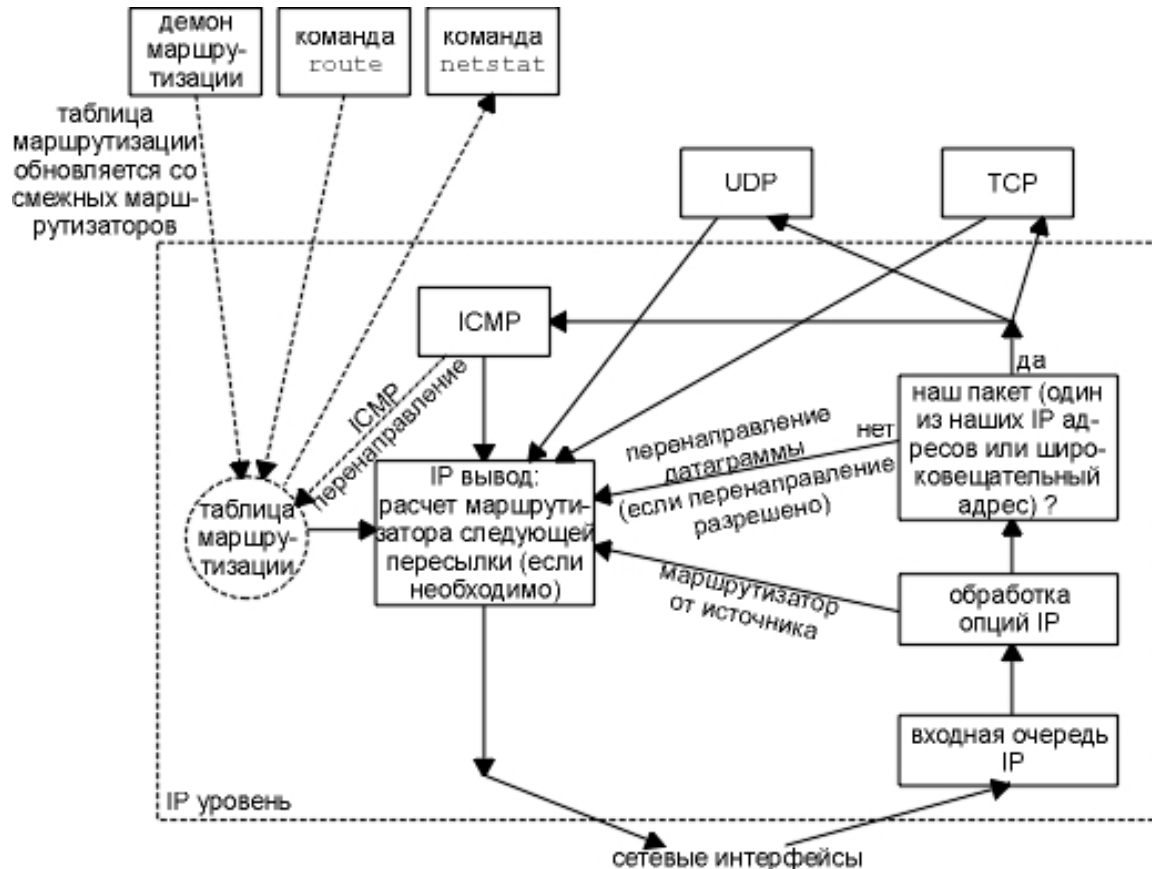 демон
маршру-
тизации
команда
route
команда
netstat
таблица
маршрутизации
обновляется со
смежных марш-
рутизаторов
UDP
TCP
ICMP
да
ICMP
перенаправление
наш пакет (один
из наших IP ад-
ресов или широ-
ковещательный
адрес) ?
нет
перенаправление
датаграммы
(если перенаправление
разрешено)
IP вывод:
расчет маршрути-
затора следующей
пересылки (если
необходимо)
таблица
маршру-
тизации
маршрутизатор
от источника
обработка
опций IP
входная очередь
IP
IP уровень
сетевые интерфейсы